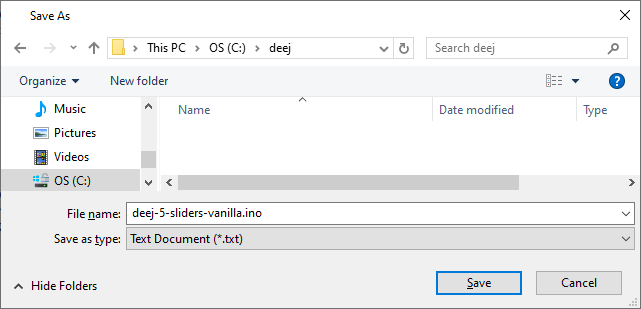 Save As
This PC > OS (C:) > deej
Search deej
Organize
New folder
?
Name
Date modified
Type
Music
Pictures
Videos
OS (C:)
File name: deej-5-sliders-vanilla.ino
Save as type: Text Document (*.txt)
Hide Folders
Save
Cancel